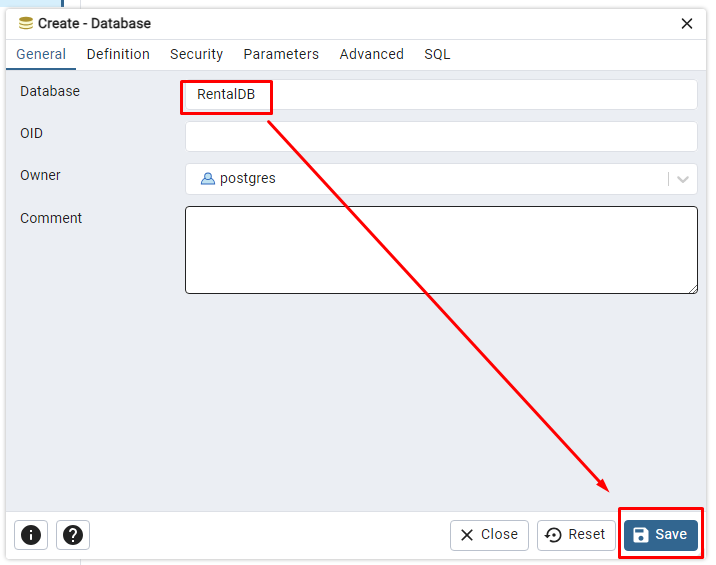 Create - Database
General Definition Security Parameters Advanced SQL
Database RentalDB
OID
Owner postgres
Comment
Close Reset Save